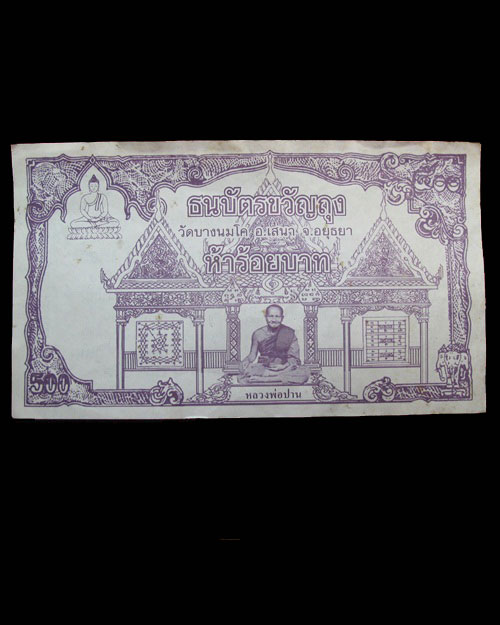 ๕๐๐
ธนบัตรขวัญถุง
วัดบางนมโค อ.เสนา จ.อยุธยา
ห้าร้อยบาท
500
หลวงพ่อปาน